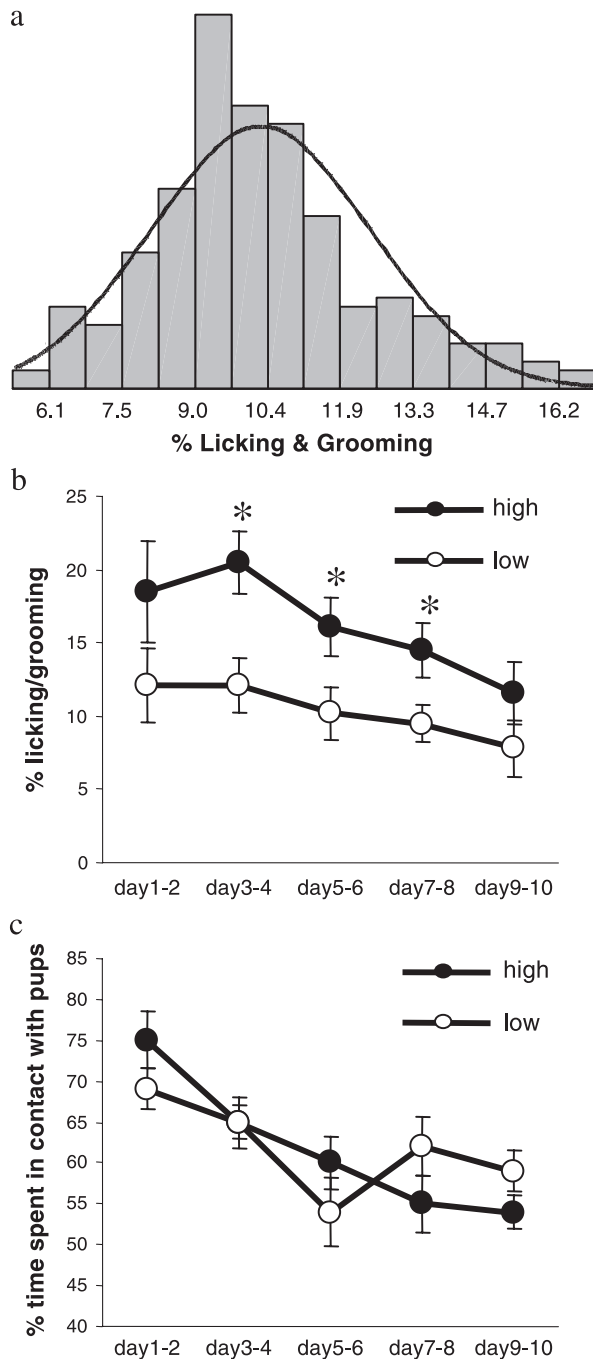 a
6.1 7.5 9.0 10.4 11.9 13.3 14.7 16.2
% Licking & Grooming
b
% licking/grooming
25
20
15
10
5
0
high
low
*
*
*
day1-2 day3-4 day5-6 day7-8 day9-10
c
% time spent in contact with pups
85
80
75
70
65
60
55
50
45
40
high
low
day1-2 day3-4 day5-6 day7-8 day9-10